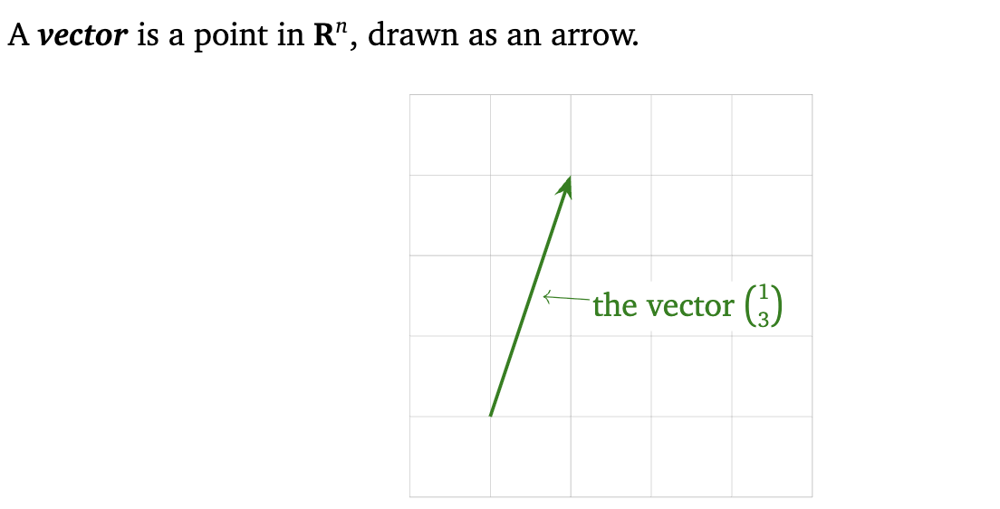 A vector is a point in Rⁿ, drawn as an arrow.
the vector (1
3)